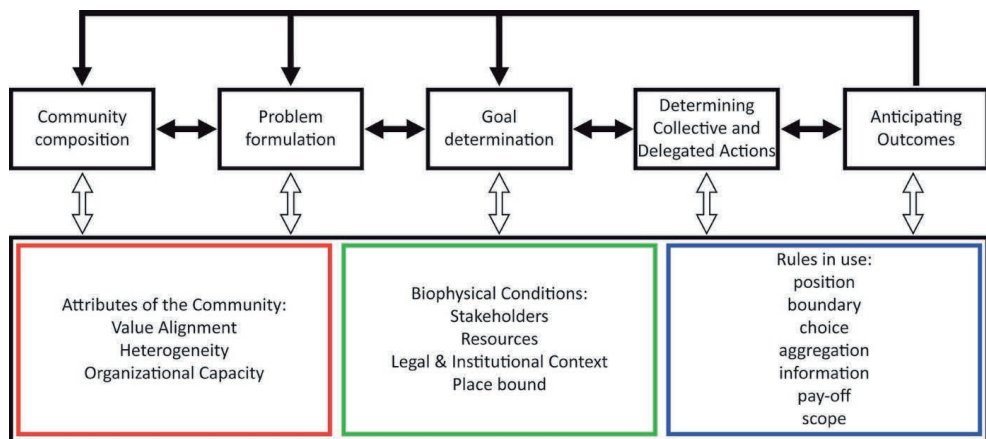 Community
composition
Problem
formulation
Goal
determination
Determining
Collective and
Delegated Actions
Anticipating
Outcomes
Attributes of the Community:
Value Alignment
Heterogeneity
Organizational Capacity
Biophysical Conditions:
Stakeholders
Resources
Legal & Institutional Context
Place bound
Rules in use:
position
boundary
choice
aggregation
information
pay-off
scope